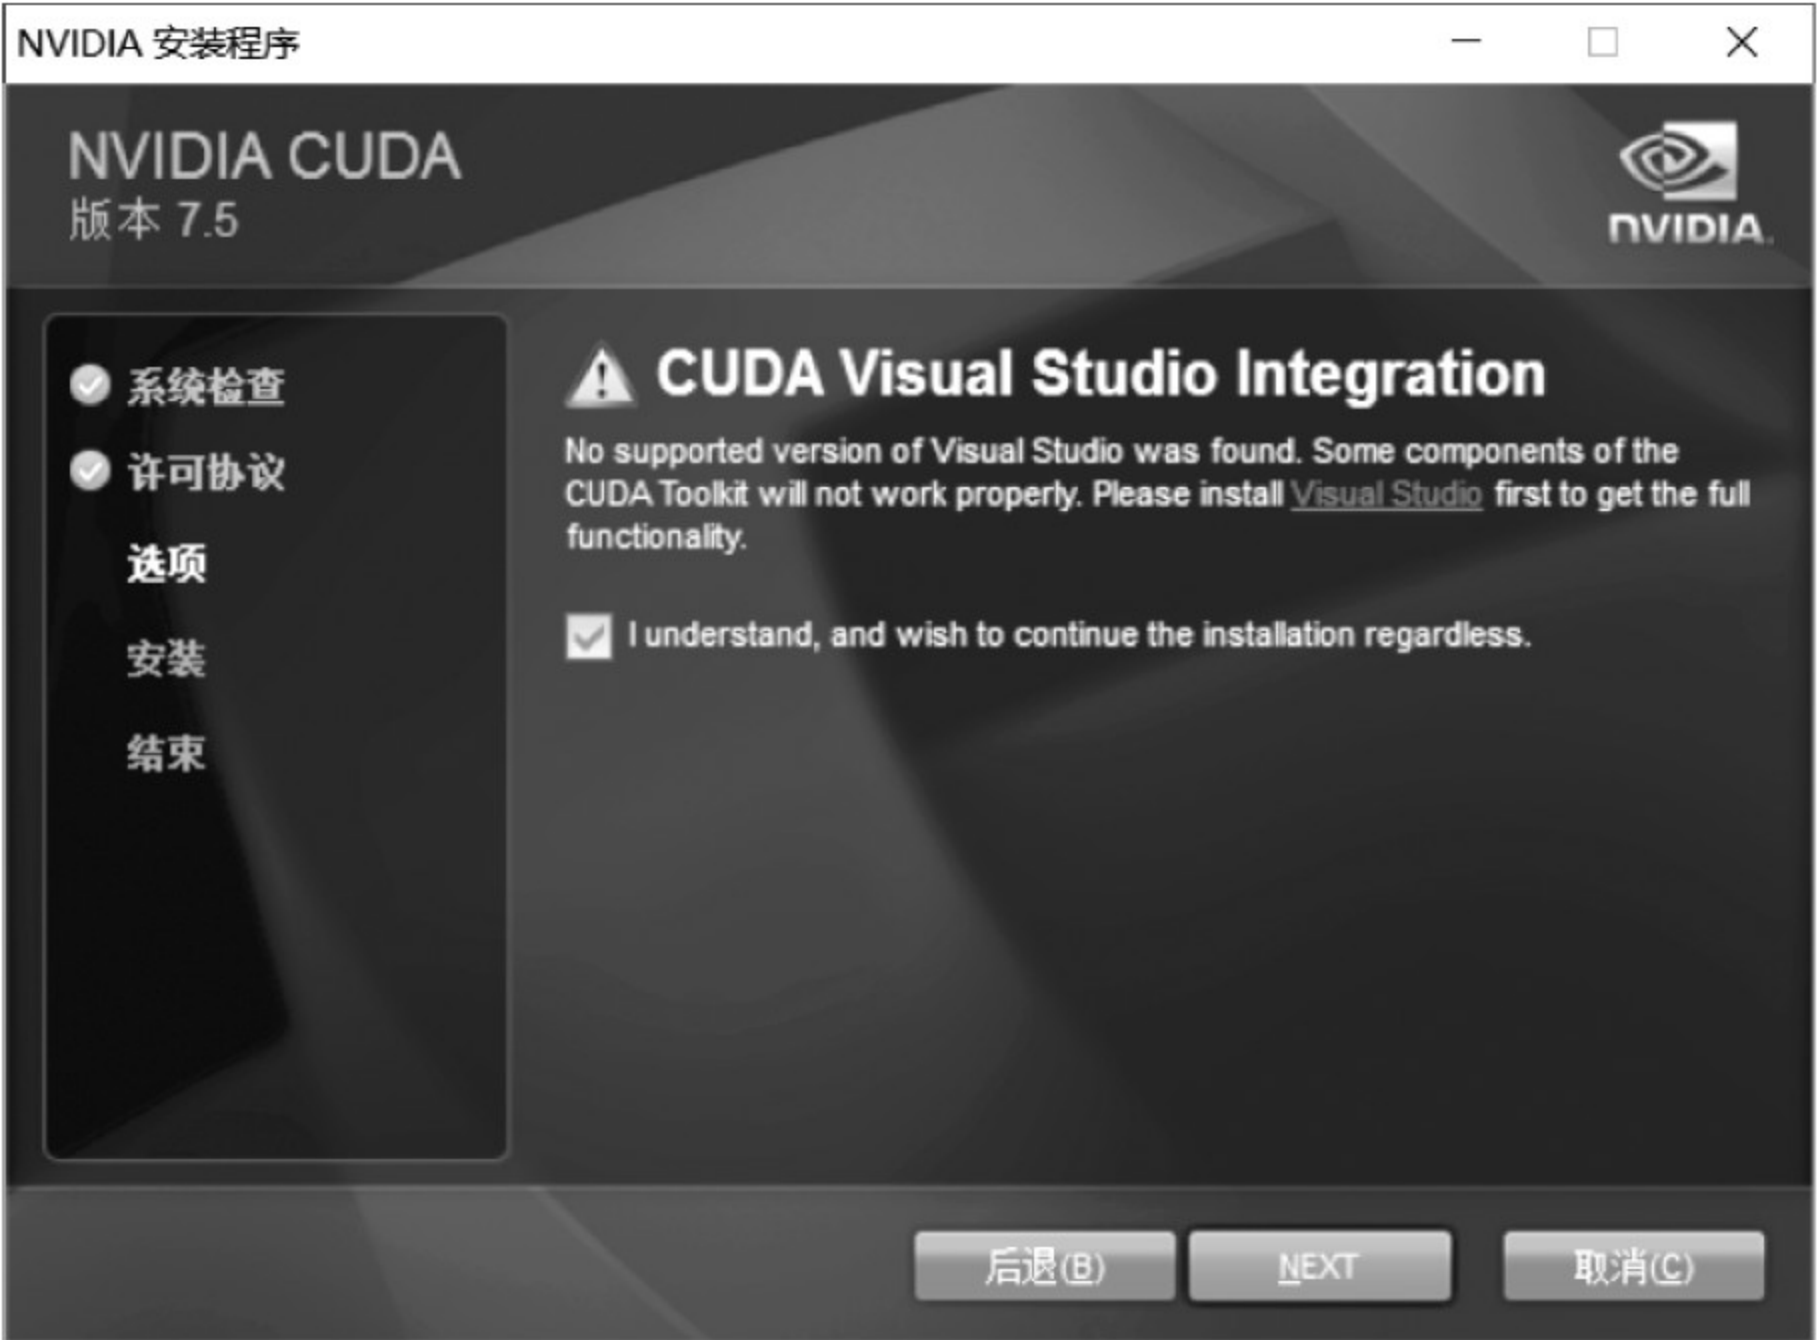 NVIDIA 安装程序
NVIDIA CUDA
版本 7.5
NVIDIA.
系统检查
许可协议
选项
安装
结束
CUDA Visual Studio Integration
No supported version of Visual Studio was found. Some components of the
CUDA Toolkit will not work properly. Please install Visual Studio first to get the full
functionality.
I understand, and wish to continue the installation regardless.
后退(B)
NEXT
取消(C)